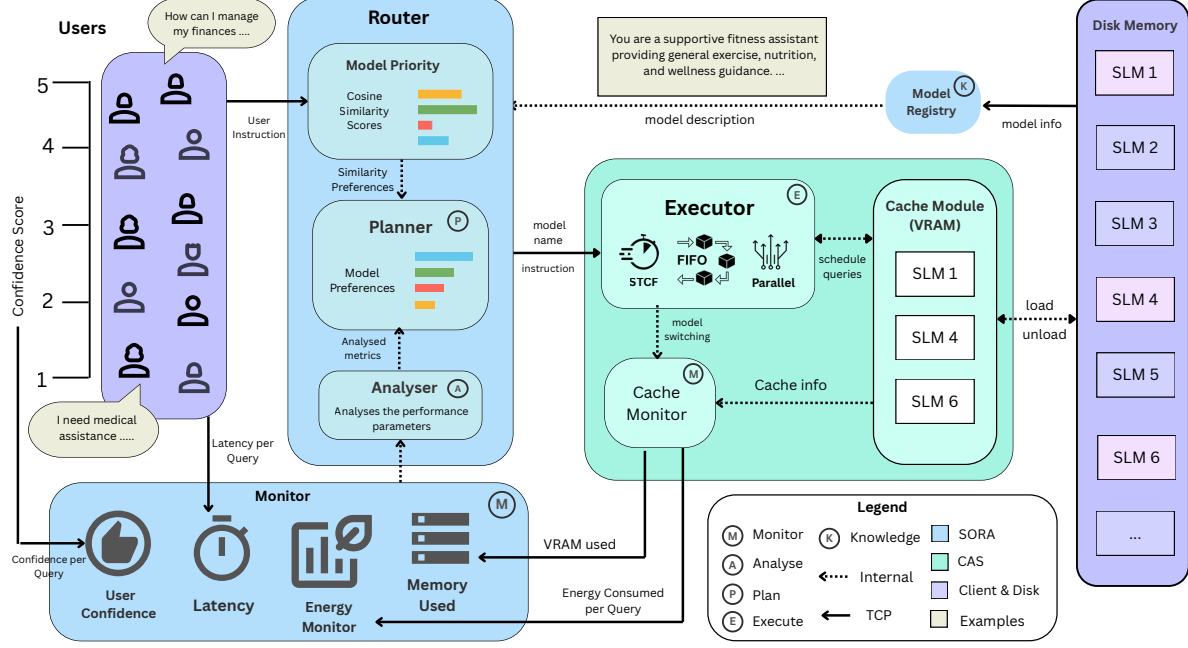 Users
How can I manage
my finances ....
5
4
3
2
1
Confidence Score
I need medical
assistance .....
User
Instruction
Latency per
Query
Confidence per
Query
Router
Model Priority
Cosine
Similarity
Scores
Similarity
Preferences
Planner
P
Model
Preferences
Analysed
metrics
Analyser
A
Analyses the performance
parameters
You are a supportive fitness assistant
providing general exercise, nutrition,
and wellness guidance. ...
model description
Model
Registry
K
model info
model
name
instruction
Executor
E
STCF
FIFO
Parallel
schedule
queries
model
switching
Cache
Monitor
M
Cache info
Cache Module
(VRAM)
SLM 1
SLM 4
SLM 6
load
unload
Disk Memory
SLM 1
SLM 2
SLM 3
SLM 4
SLM 5
SLM 6
...
Monitor
M
User
Confidence
Latency
Energy
Monitor
Memory
Used
VRAM used
Energy Consumed
per Query
Legend
M Monitor
A Analyse
P Plan
E Execute
K Knowledge
Internal
TCP
SORA
CAS
Client & Disk
Examples